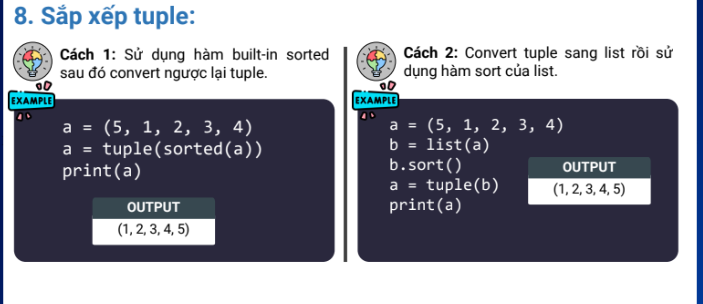 8. Sắp xếp tuple:
Cách 1: Sử dụng hàm built-in sorted
sau đó convert ngược lại tuple.
EXAMPLE
a = (5, 1, 2, 3, 4)
a = tuple(sorted(a))
print(a)
OUTPUT
(1, 2, 3, 4, 5)
Cách 2: Convert tuple sang list rồi sử
dụng hàm sort của list.
EXAMPLE
a = (5, 1, 2, 3, 4)
b = list(a)
b.sort()
a = tuple(b)
print(a)
OUTPUT
(1, 2, 3, 4, 5)